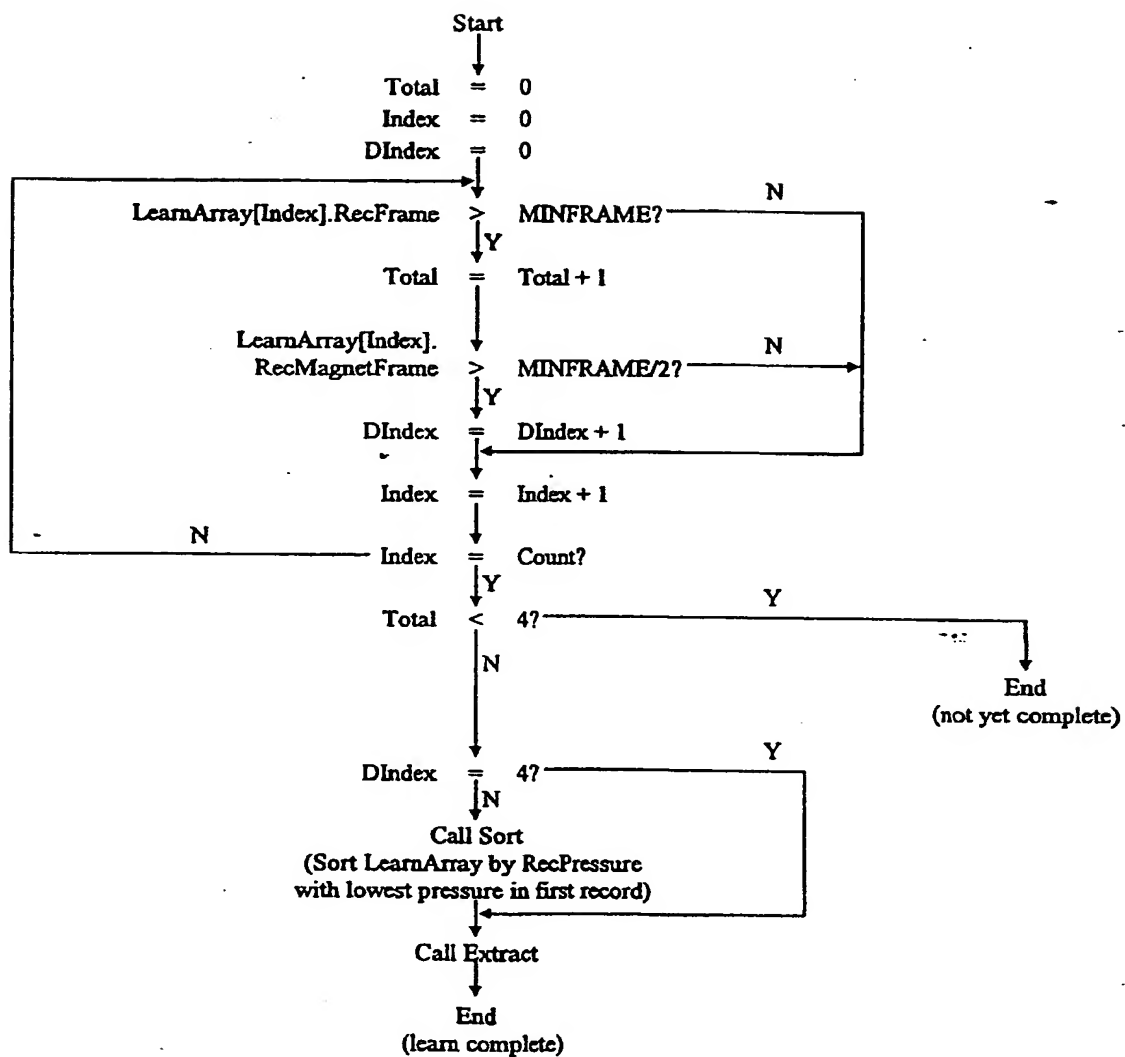 Start
Total = 0
Index = 0
DIndex = 0
LearnArray[Index].RecFrame > MINFRAME?
N
Y
Total = Total + 1
LearnArray[Index].
RecMagnetFrame > MINFRAME/2?
N
Y
DIndex = DIndex + 1
Index = Index + 1
N
Index = Count?
Y
Total < 4?
Y
N
End
(not yet complete)
DIndex = 4?
Y
N
Call Sort
(Sort LearnArray by RecPressure
with lowest pressure in first record)
Call Extract
End
(learn complete)